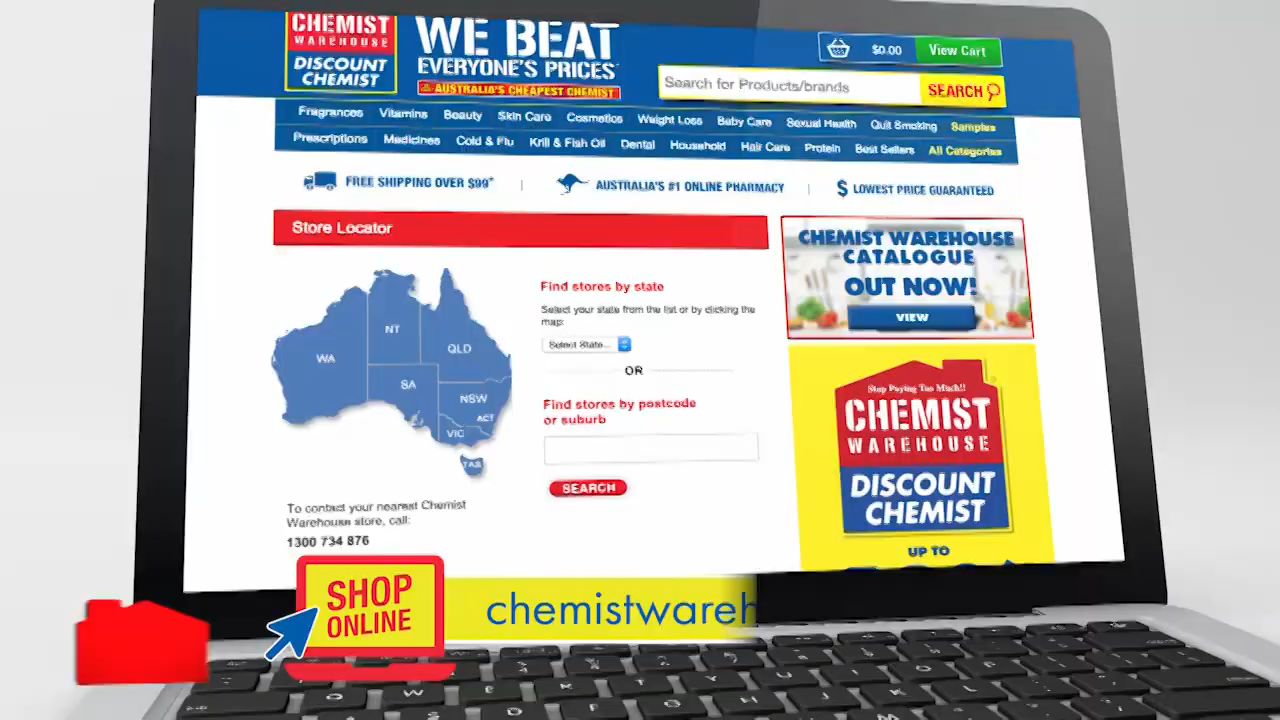 CHEMIST
WAREHOUSE
DISCOUNT
CHEMIST
WE BEAT
EVERYONE'S PRICES
AUSTRALIA'S CHEAPEST CHEMIST
$0.00
View Cart
Search for Products/brands
SEARCH
Fragrances Vitamins Beauty Skin Care Cosmetics Weight Loss Baby Care Sexual Health Quit Smoking Samples
Prescriptions Medicines Cold & Flu Krill & Fish Oil Dental Household Hair Care Protein Best Sellers All Categories
FREE SHIPPING OVER $99*
AUSTRALIA'S #1 ONLINE PHARMACY
$ LOWEST PRICE GUARANTEED
Store Locator
WA
NT
QLD
SA
NSW
ACT
VIC
TAS
Find stores by state
Select your state from the list or by clicking the
map:
Select State...
OR
Find stores by postcode
or suburb
SEARCH
To contact your nearest Chemist
Warehouse store, call:
1300 734 876
CHEMIST WAREHOUSE
CATALOGUE
OUT NOW!
VIEW
Stop Paying Too Much!!
CHEMIST
WAREHOUSE
DISCOUNT
CHEMIST
UP TO
SHOP
ONLINE
chemistwareh